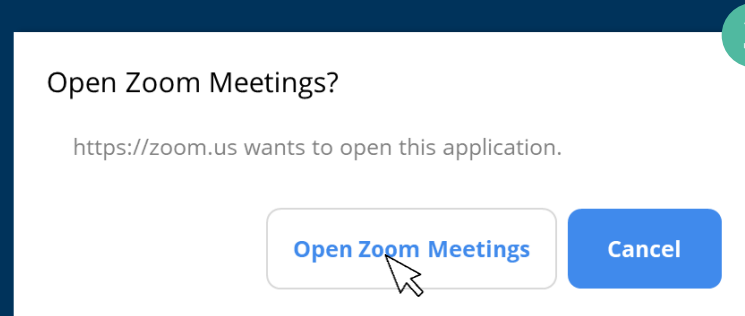 Open Zoom Meetings?
https://zoom.us wants to open this application.
Open Zoom Meetings
Cancel